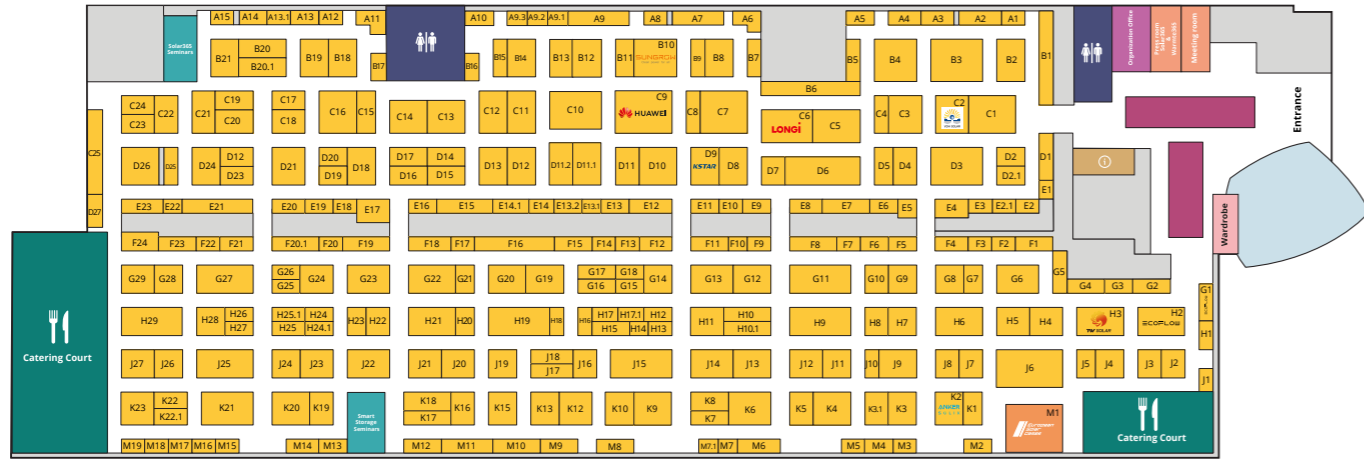 A15 A14 A13.1 A13 A12 A11 A10 A9.3 A9.2 A9.1 A9 A8 A7 A6 A5 A4 A3 A2 A1
Solar365
Seminars
B21 B20 B20.1 B19 B18 B17 B16 B15 B14 B13 B12 B11 B10 SUNGROW B9 B8 B7 B5 B4 B3 B2 B1
B6
Organisation Office
Press room
Solar365
&
Warmte365
Meeting room
Entrance
C25 C24 C23 C22 C21 C19 C20 C17 C18 C16 C15 C14 C13 C12 C11 C10 C9 HUAWEI C8 C7 C6 LONGi C5 C4 C3 C2 C1
D26 D25 D24 D12 D23 D21 D20 D19 D18 D17 D16 D14 D15 D13 D12 D11.2 D11.1 D11 D10 D9 KSTAR D8 D7 D6 D5 D4 D3 D2 D2.1 D1
D27
E23 E22 E21 E20 E19 E18 E17 E16 E15 E14.1 E14 E13.2 E13.1 E13 E12 E11 E10 E9 E8 E7 E6 E5 E4 E3 E2.1 E2 E1
Wardrobe
F24 F23 F22 F21 F20.1 F20 F19 F18 F17 F16 F15 F14 F13 F12 F11 F10 F9 F8 F7 F6 F5 F4 F3 F2 F1
G29 G28 G27 G26 G25 G24 G23 G22 G21 G20 G19 G17 G16 G18 G15 G14 G13 G12 G11 G10 G9 G8 G7 G6 G5 G4 G3 G2 G1
H29 H28 H26 H27 H25.1 H25 H24 H24.1 H23 H22 H21 H20 H19 H18 H16 H17 H17.1 H12 H15 H14 H13 H11 H10 H10.1 H9 H8 H7 H6 H5 H4 H3 TW SOLAR H2 ECOFLOW H1
Catering Court
J27 J26 J25 J24 J23 J22 J21 J20 J19 J18 J17 J16 J15 J14 J13 J12 J11 J10 J9 J8 J7 J6 J5 J4 J3 J2 J1
K23 K22 K22.1 K21 K20 K19 K18 K17 K16 K15 K13 K12 K10 K9 K8 K7 K6 K5 K4 K3.1 K3 K2 ANKER SOLIX K1
Smart
Storage
Seminars
M1
Catering Court
M19 M18 M17 M16 M15 M14 M13 M12 M11 M10 M9 M8 M7.1 M7 M6 M5 M4 M3 M2